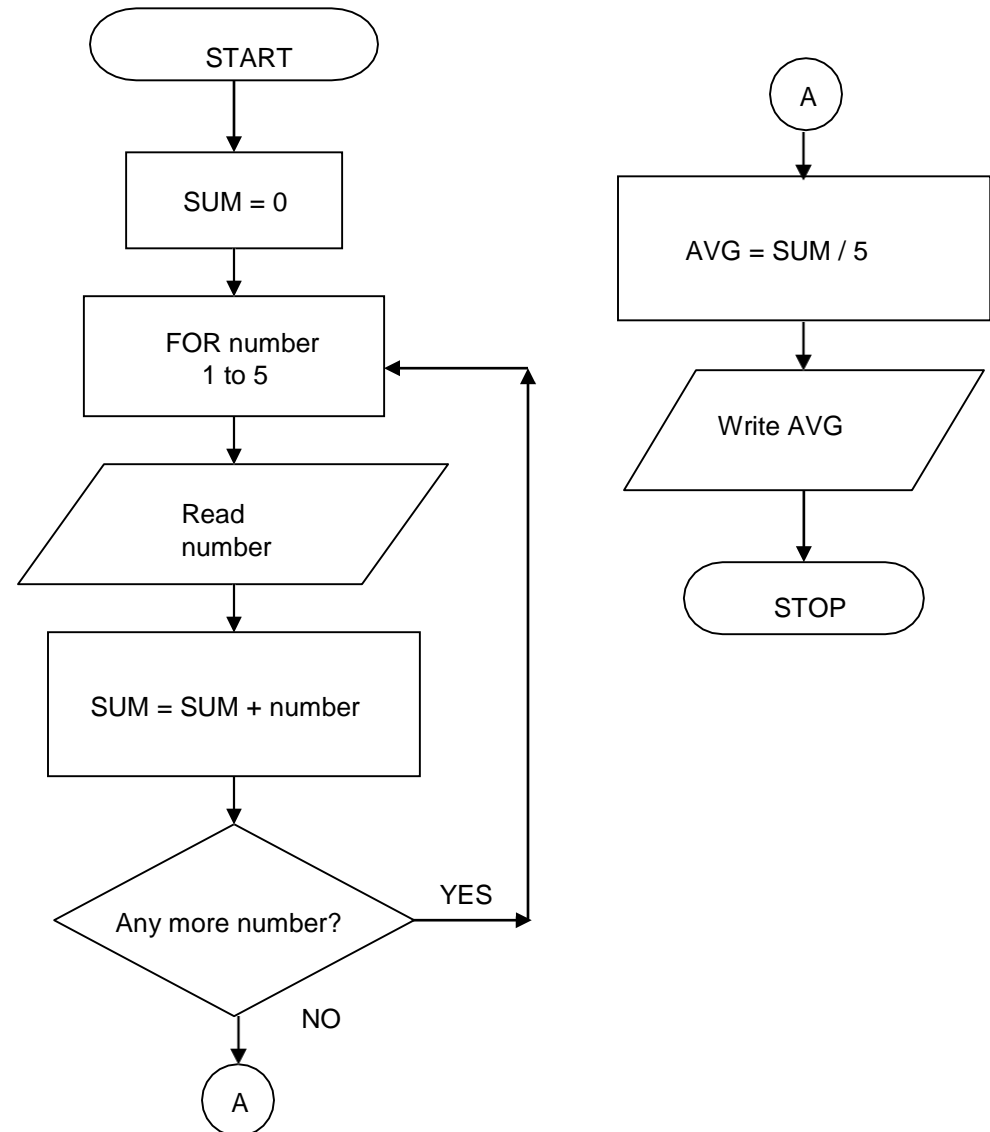 START
SUM = 0
FOR number
1 to 5
Read
number
SUM = SUM + number
Any more number?
YES
NO
A
A
AVG = SUM / 5
Write AVG
STOP